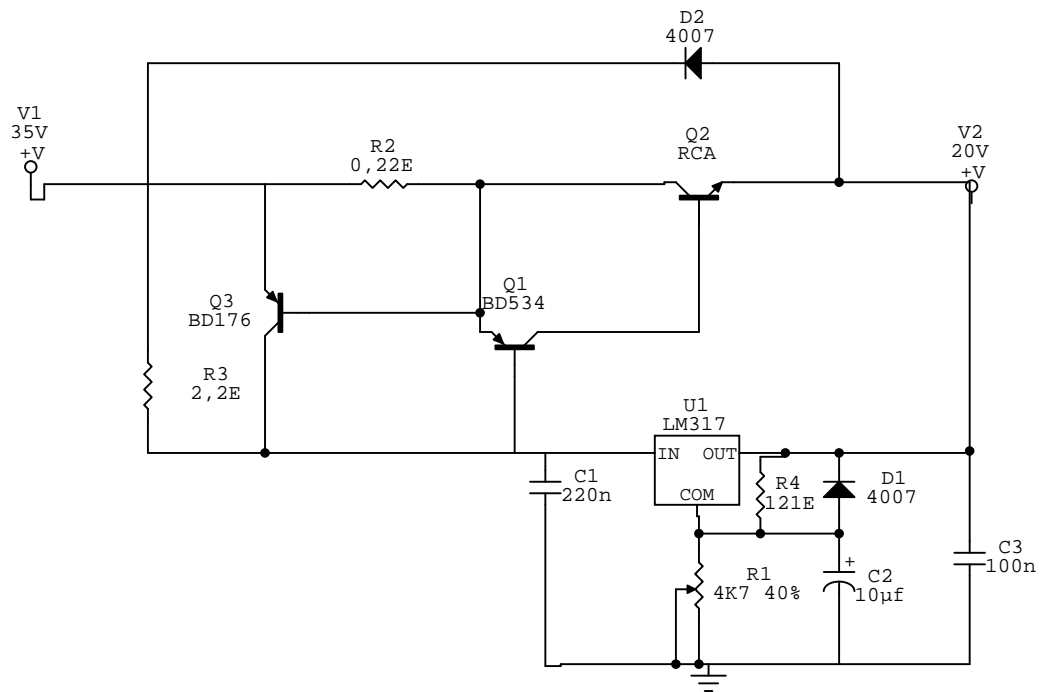 D2
4007
V1
35V
+V
R2
0,22E
Q2
RCA
V2
20V
+V
Q3
BD176
Q1
BD534
R3
2,2E
U1
LM317
IN OUT
COM
C1
220n
R4
121E
D1
4007
R1
4K7 40%
+
C2
10µf
C3
100n